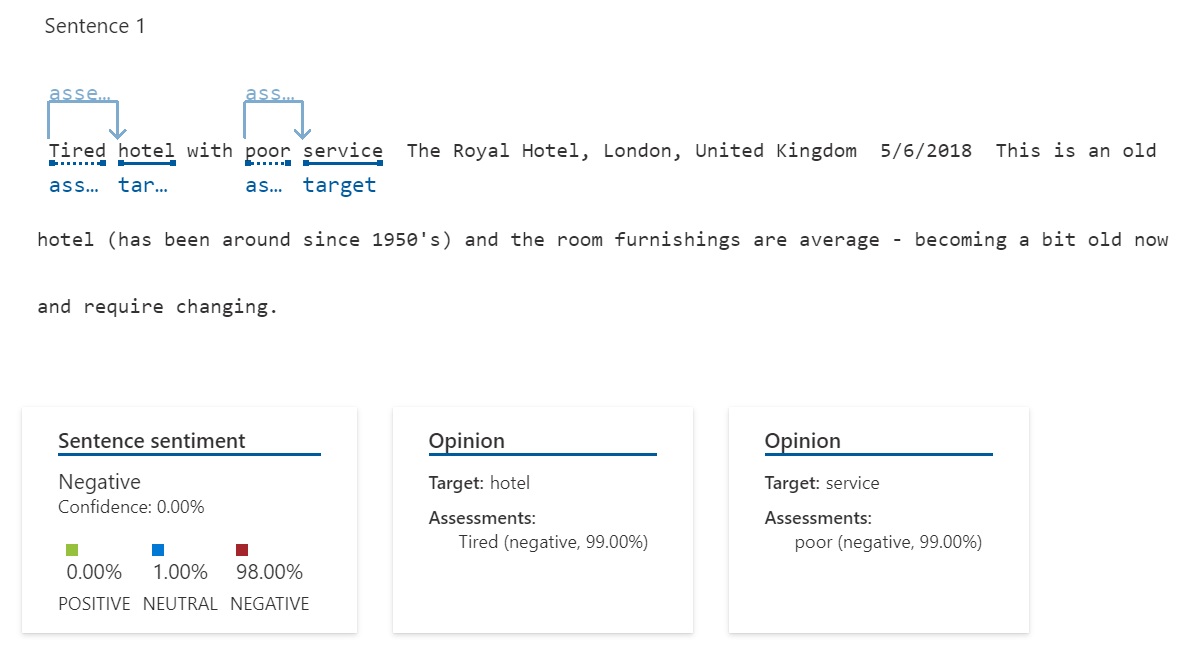 Sentence 1
asse... ass...
Tired hotel with poor service The Royal Hotel, London, United Kingdom 5/6/2018 This is an old
ass... tar... as... target
hotel (has been around since 1950's) and the room furnishings are average - becoming a bit old now
and require changing.
Sentence sentiment
Negative
Confidence: 0.00%
0.00% 1.00% 98.00%
POSITIVE NEUTRAL NEGATIVE
Opinion
Target: hotel
Assessments:
Tired (negative, 99.00%)
Opinion
Target: service
Assessments:
poor (negative, 99.00%)